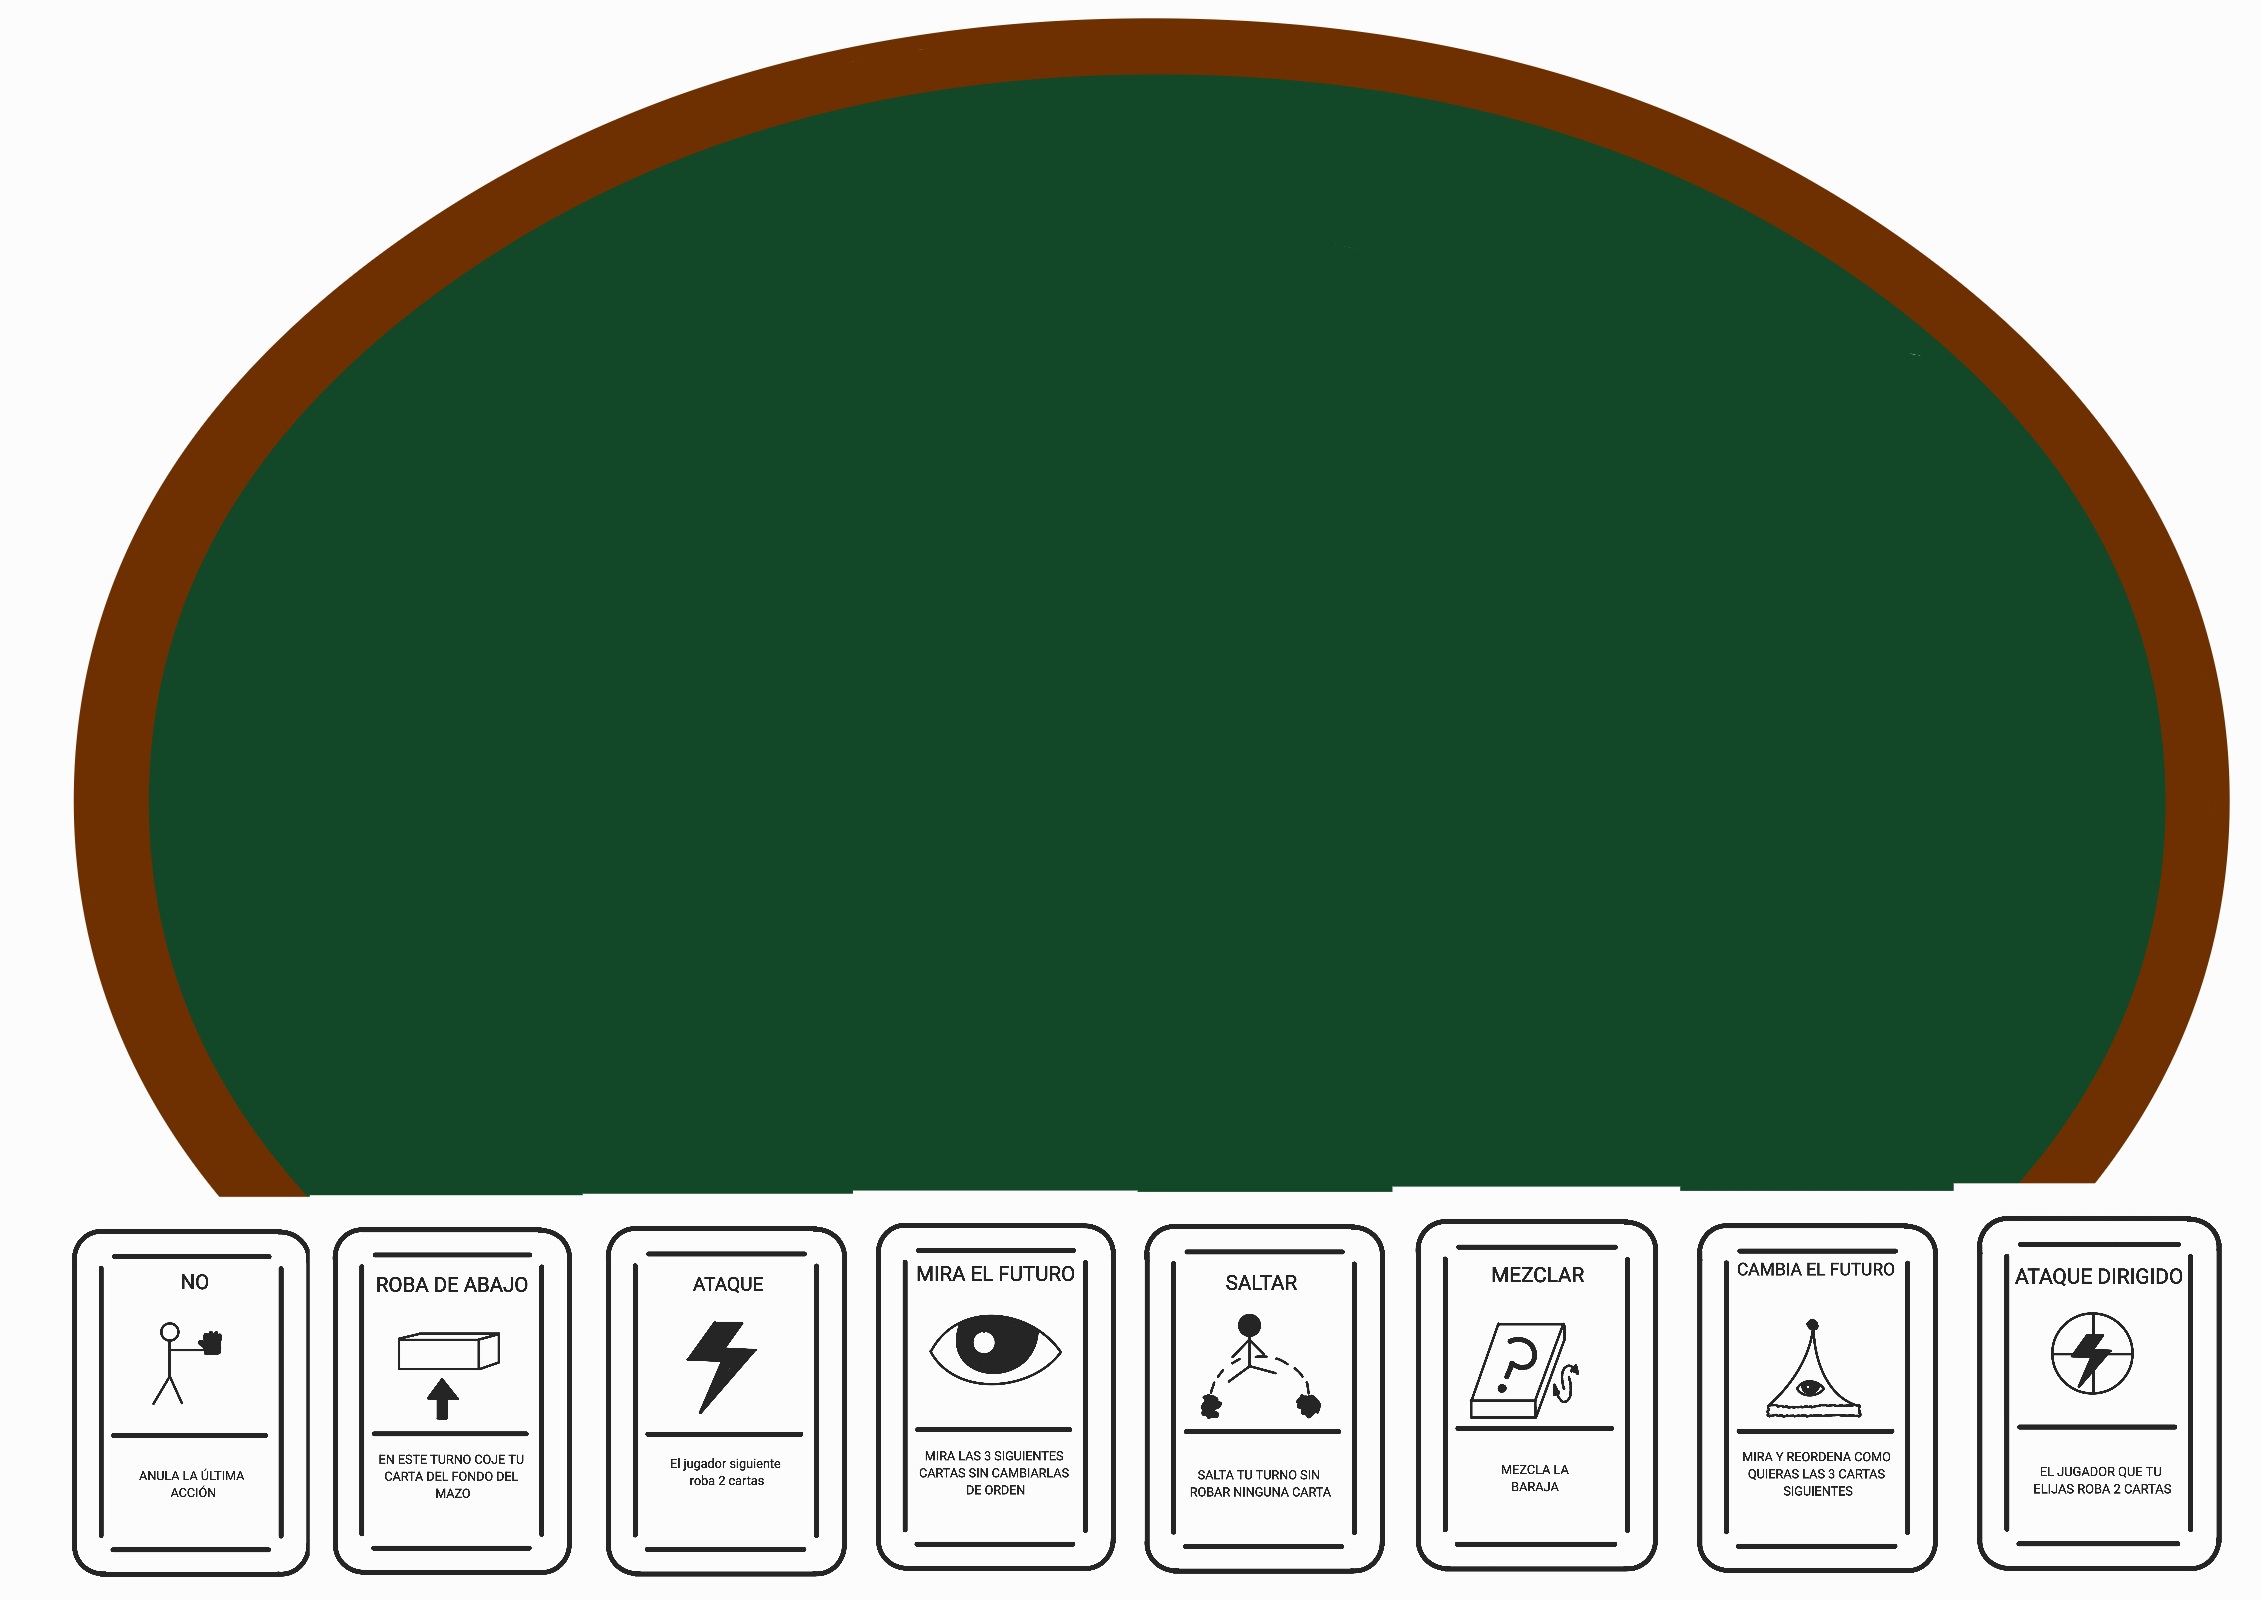 NO
ANULA LA ÚLTIMA
ACCIÓN
ROBA DE ABAJO
EN ESTE TURNO COJE TU
CARTA DEL FONDO DEL
MAZO
ATAQUE
El jugador siguiente
roba 2 cartas
MIRA EL FUTURO
MIRA LAS 3 SIGUIENTES
CARTAS SIN CAMBIARLAS
DE ORDEN
SALTAR
SALTA TU TURNO SIN
ROBAR NINGUNA CARTA
MEZCLAR
?
MEZCLA LA
BARAJA
CAMBIA EL FUTURO
MIRA Y REORDENA COMO
QUIERAS LAS 3 CARTAS
SIGUIENTES
ATAQUE DIRIGIDO
EL JUGADOR QUE TU
ELIJAS ROBA 2 CARTAS